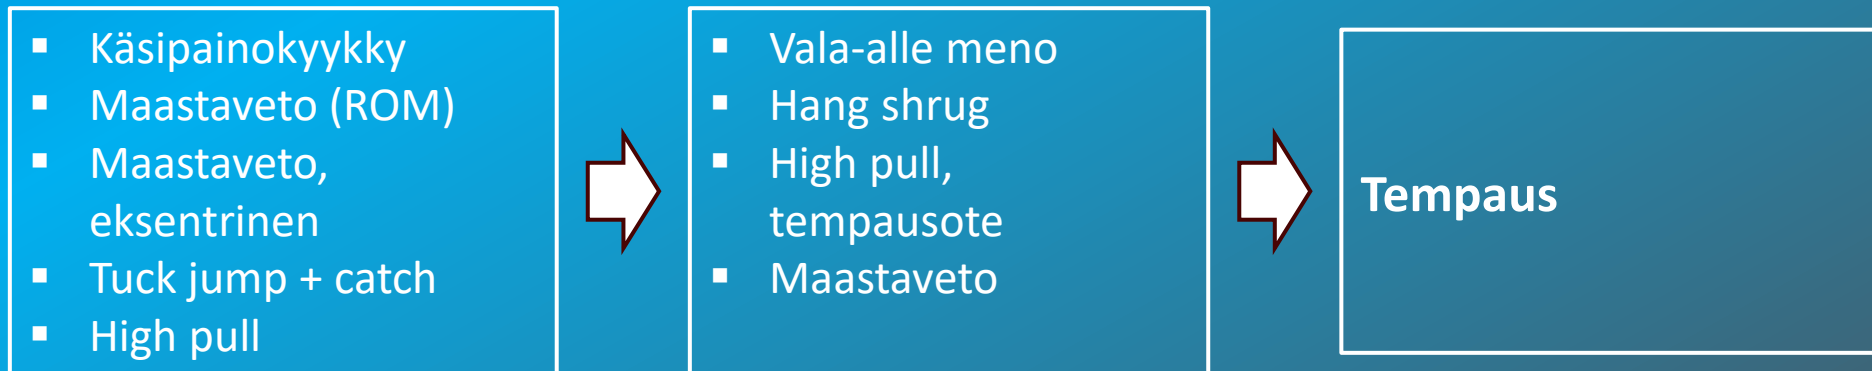 ▪ Käsipainokyykky
▪ Maastaveto (ROM)
▪ Maastaveto,
eksentrinen
▪ Tuck jump + catch
▪ High pull
▪ Vala-alle meno
▪ Hang shrug
▪ High pull,
tempausote
▪ Maastaveto
Tempaus